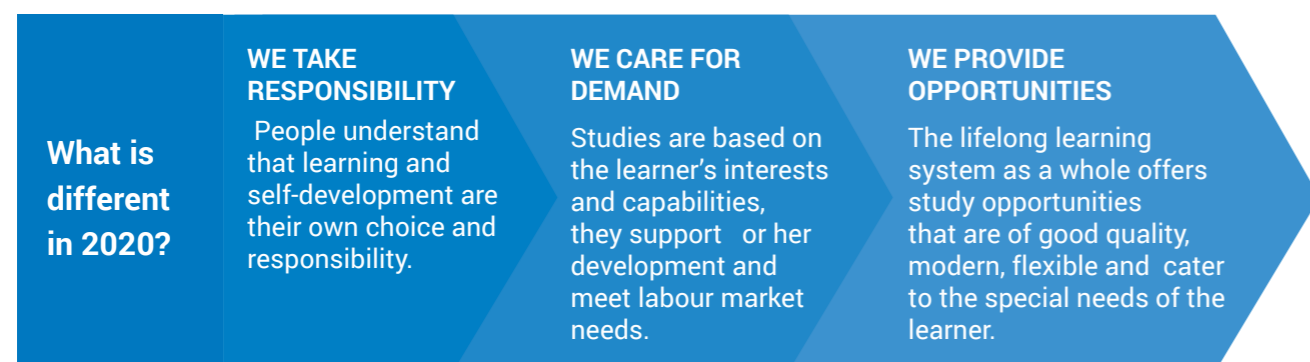 What is
different
in 2020?
WE TAKE
RESPONSIBILITY
People understand
that learning and
self-development are
their own choice and
responsibility.
WE CARE FOR
DEMAND
Studies are based on
the learner's interests
and capabilities,
they support or her
development and
meet labour market
needs.
WE PROVIDE
OPPORTUNITIES
The lifelong learning
system as a whole offers
study opportunities
that are of good quality,
modern, flexible and cater
to the special needs of the
learner.